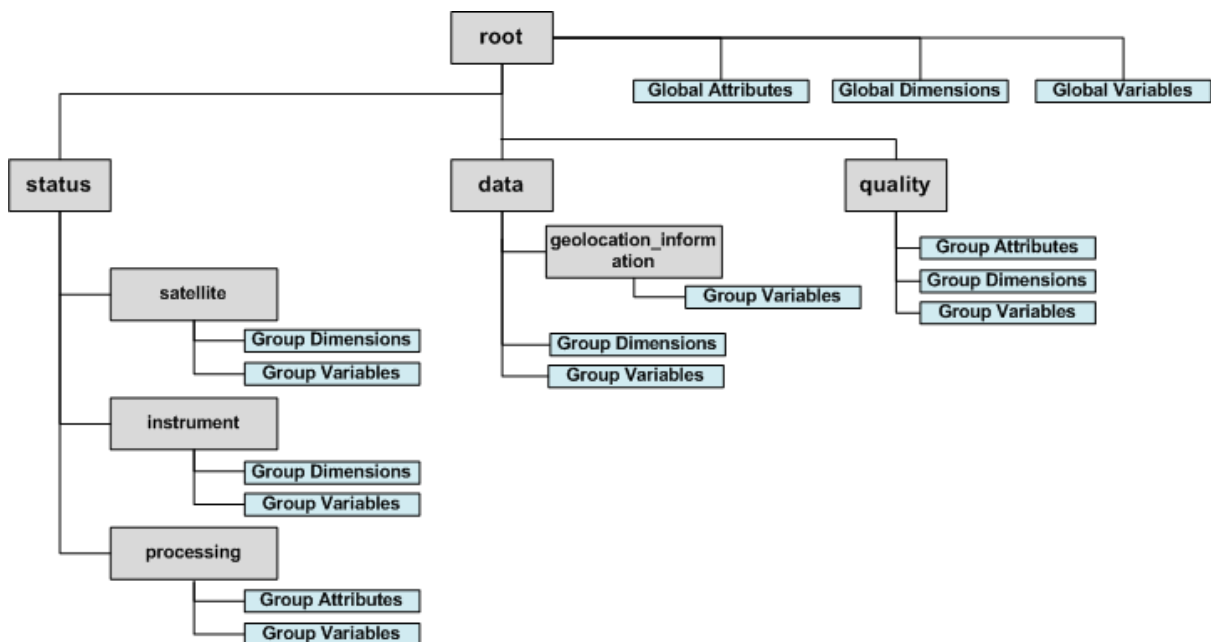 root
Global Attributes
Global Dimensions
Global Variables
status
data
quality
geolocation_inform
ation
Group Variables
Group Dimensions
Group Variables
Group Attributes
Group Dimensions
Group Variables
satellite
Group Dimensions
Group Variables
instrument
Group Dimensions
Group Variables
processing
Group Attributes
Group Variables